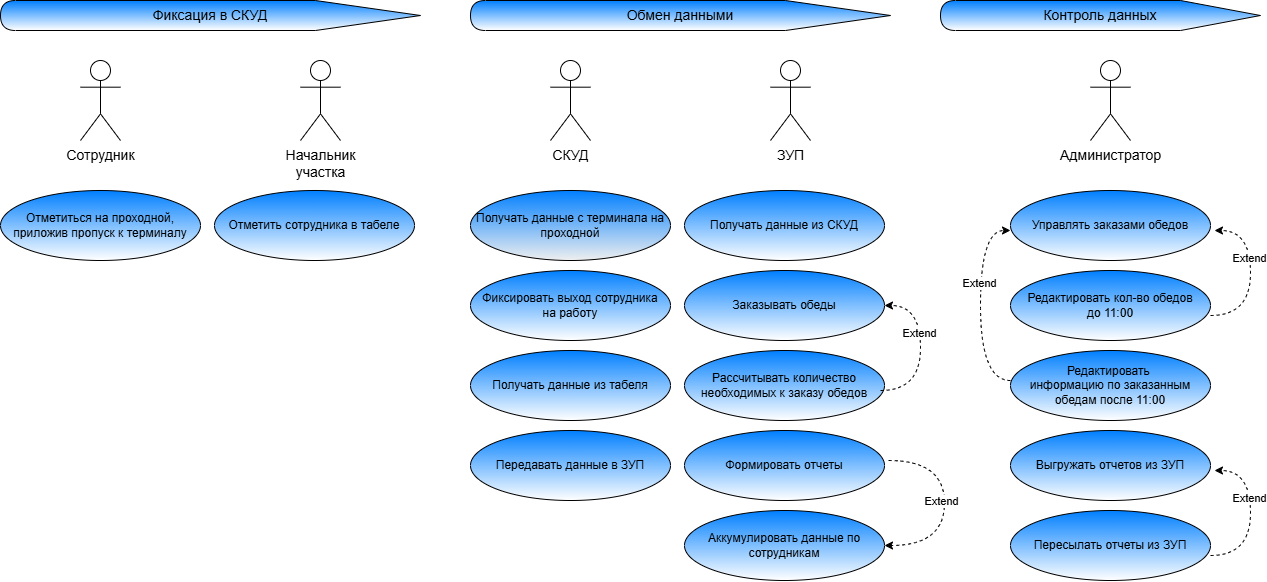 Фиксация в СКУД
Обмен данными
Контроль данных
Сотрудник
Начальник
участка
СКУД
ЗУП
Администратор
Отметиться на проходной,
приложив пропуск к терминалу
Отметить сотрудника в табеле
Получать данные с терминала на
проходной
Получать данные из СКУД
Управлять заказами обедов
Extend
Extend
Фиксировать выход сотрудника
на работу
Заказывать обеды
Редактировать кол-во обедов
до 11:00
Extend
Получать данные из табеля
Рассчитывать количество
необходимых к заказу обедов
Редактировать
информацию по заказанным
обедам после 11:00
Передавать данные в ЗУП
Формировать отчеты
Выгружать отчетов из ЗУП
Extend
Extend
Аккумулировать данные по
сотрудникам
Пересылать отчеты из ЗУП